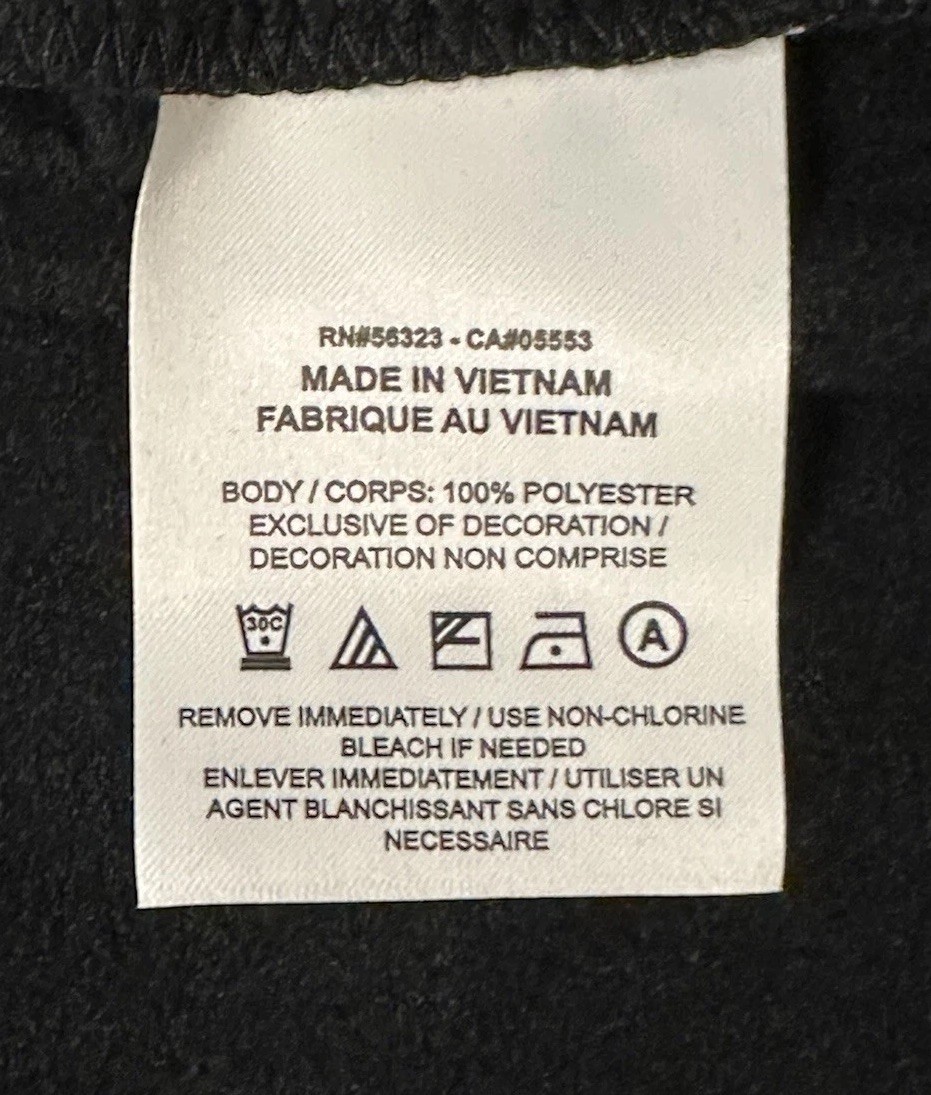 RN#56323 - CA#05553
MADE IN VIETNAM
FABRIQUE AU VIETNAM
BODY / CORPS: 100% POLYESTER
EXCLUSIVE OF DECORATION /
DECORATION NON COMPRISE
30C A
REMOVE IMMEDIATELY / USE NON-CHLORINE
BLEACH IF NEEDED
ENLEVER IMMEDIATEMENT / UTILISER UN
AGENT BLANCHISSANT SANS CHLORE SI
NECESSAIRE